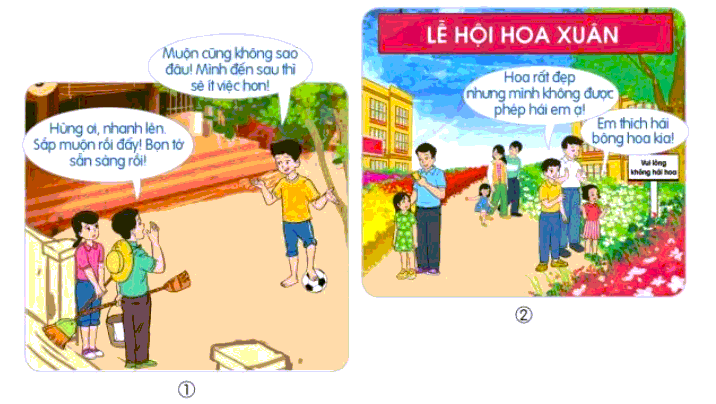 Muộn cũng không sao
đâu! Mình đến sau thì
sẽ ít việc hơn!
Hùng ơi, nhanh lên.
Sắp muộn rồi đấy! Bọn tớ
sẵn sàng rồi!
①
LỄ HỘI HOA XUÂN
Hoa rất đẹp
nhưng mình không được
phép hái em ạ!
Em thích hái
bông hoa kia!
Vui lòng
không hái hoa
②